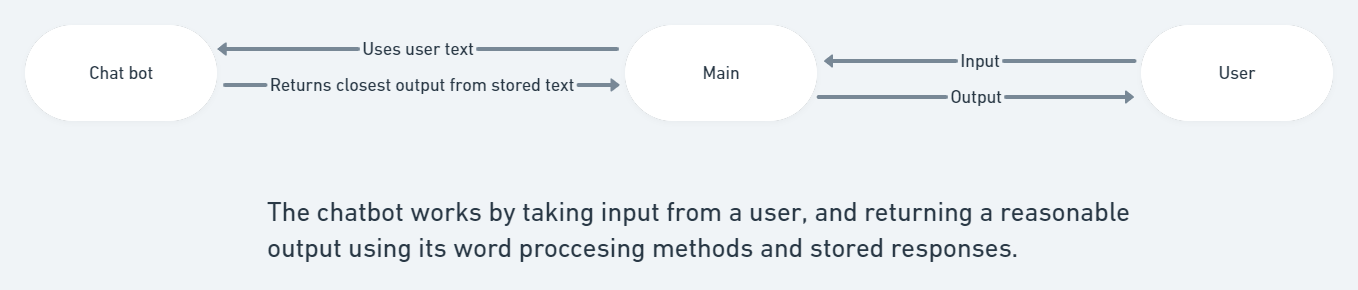 Uses user text
Chat bot
Returns closest output from stored text
Main
Input
Output
User
The chatbot works by taking input from a user, and returning a reasonable
output using its word proccesing methods and stored responses.